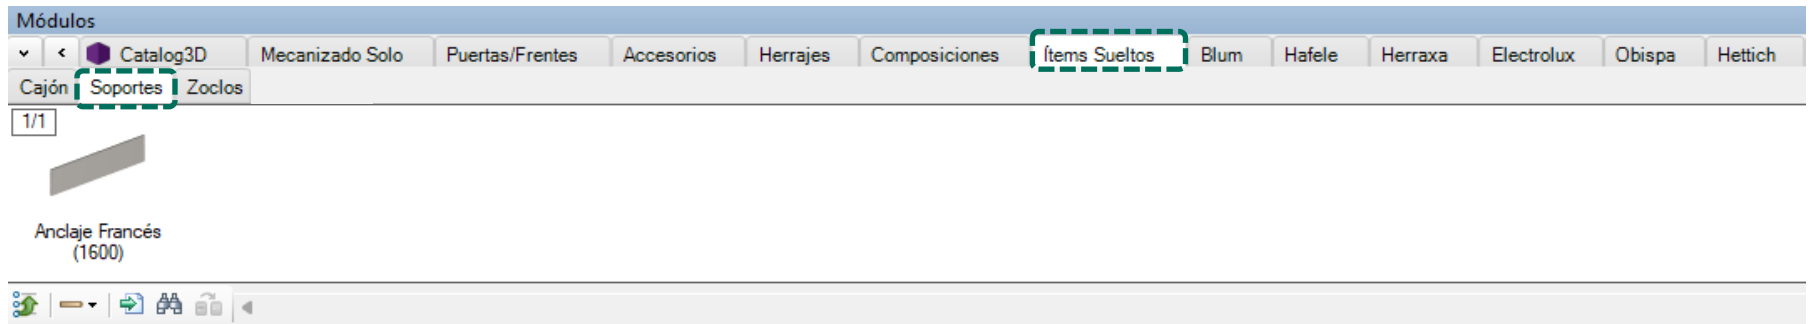 Módulos
Catalog3D Mecanizado Solo Puertas/Frentes Accesorios Herrajes Composiciones Ítems Sueltos Blum Hafele Herraxa Electrolux Obispa Hettich
Cajón Soportes Zoclos
1/1
Anclaje Francés
(1600)